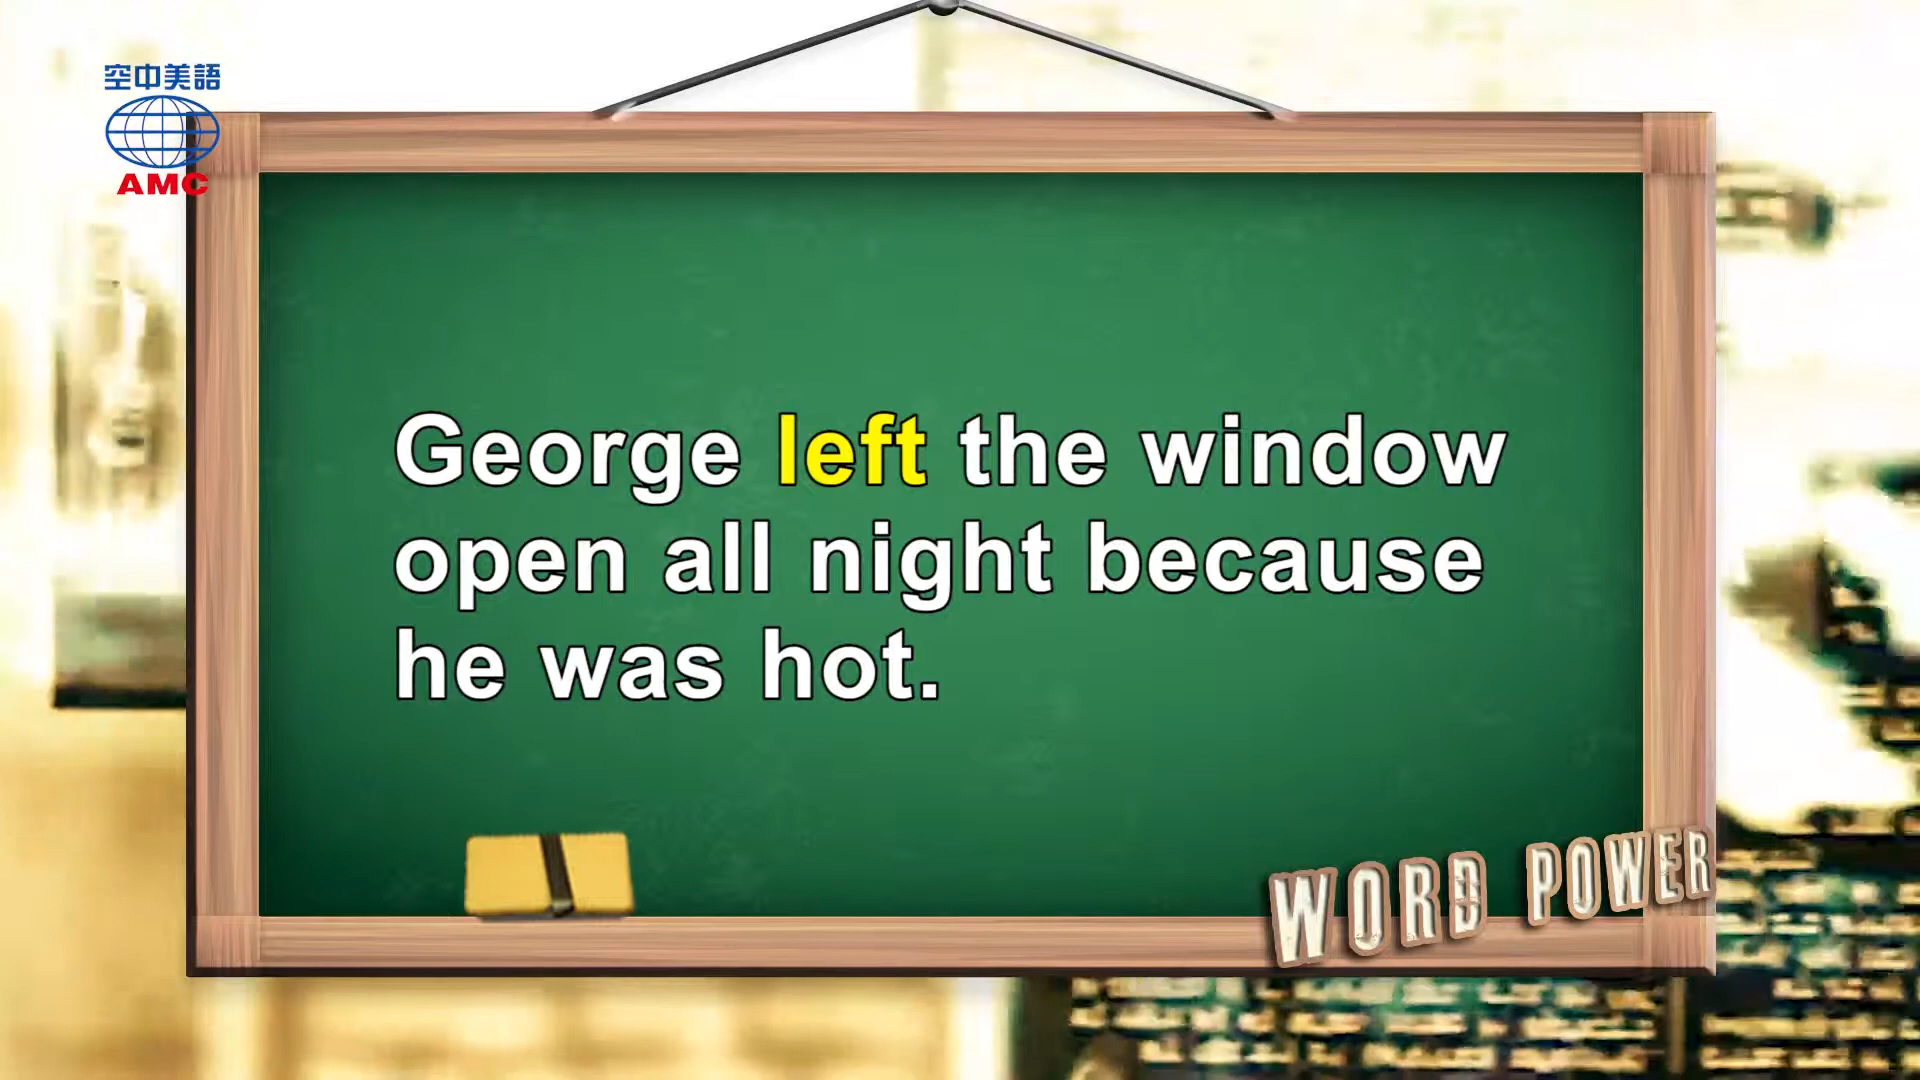 空中美語
AMC
George left the window
open all night because
he was hot.
WORD POWER